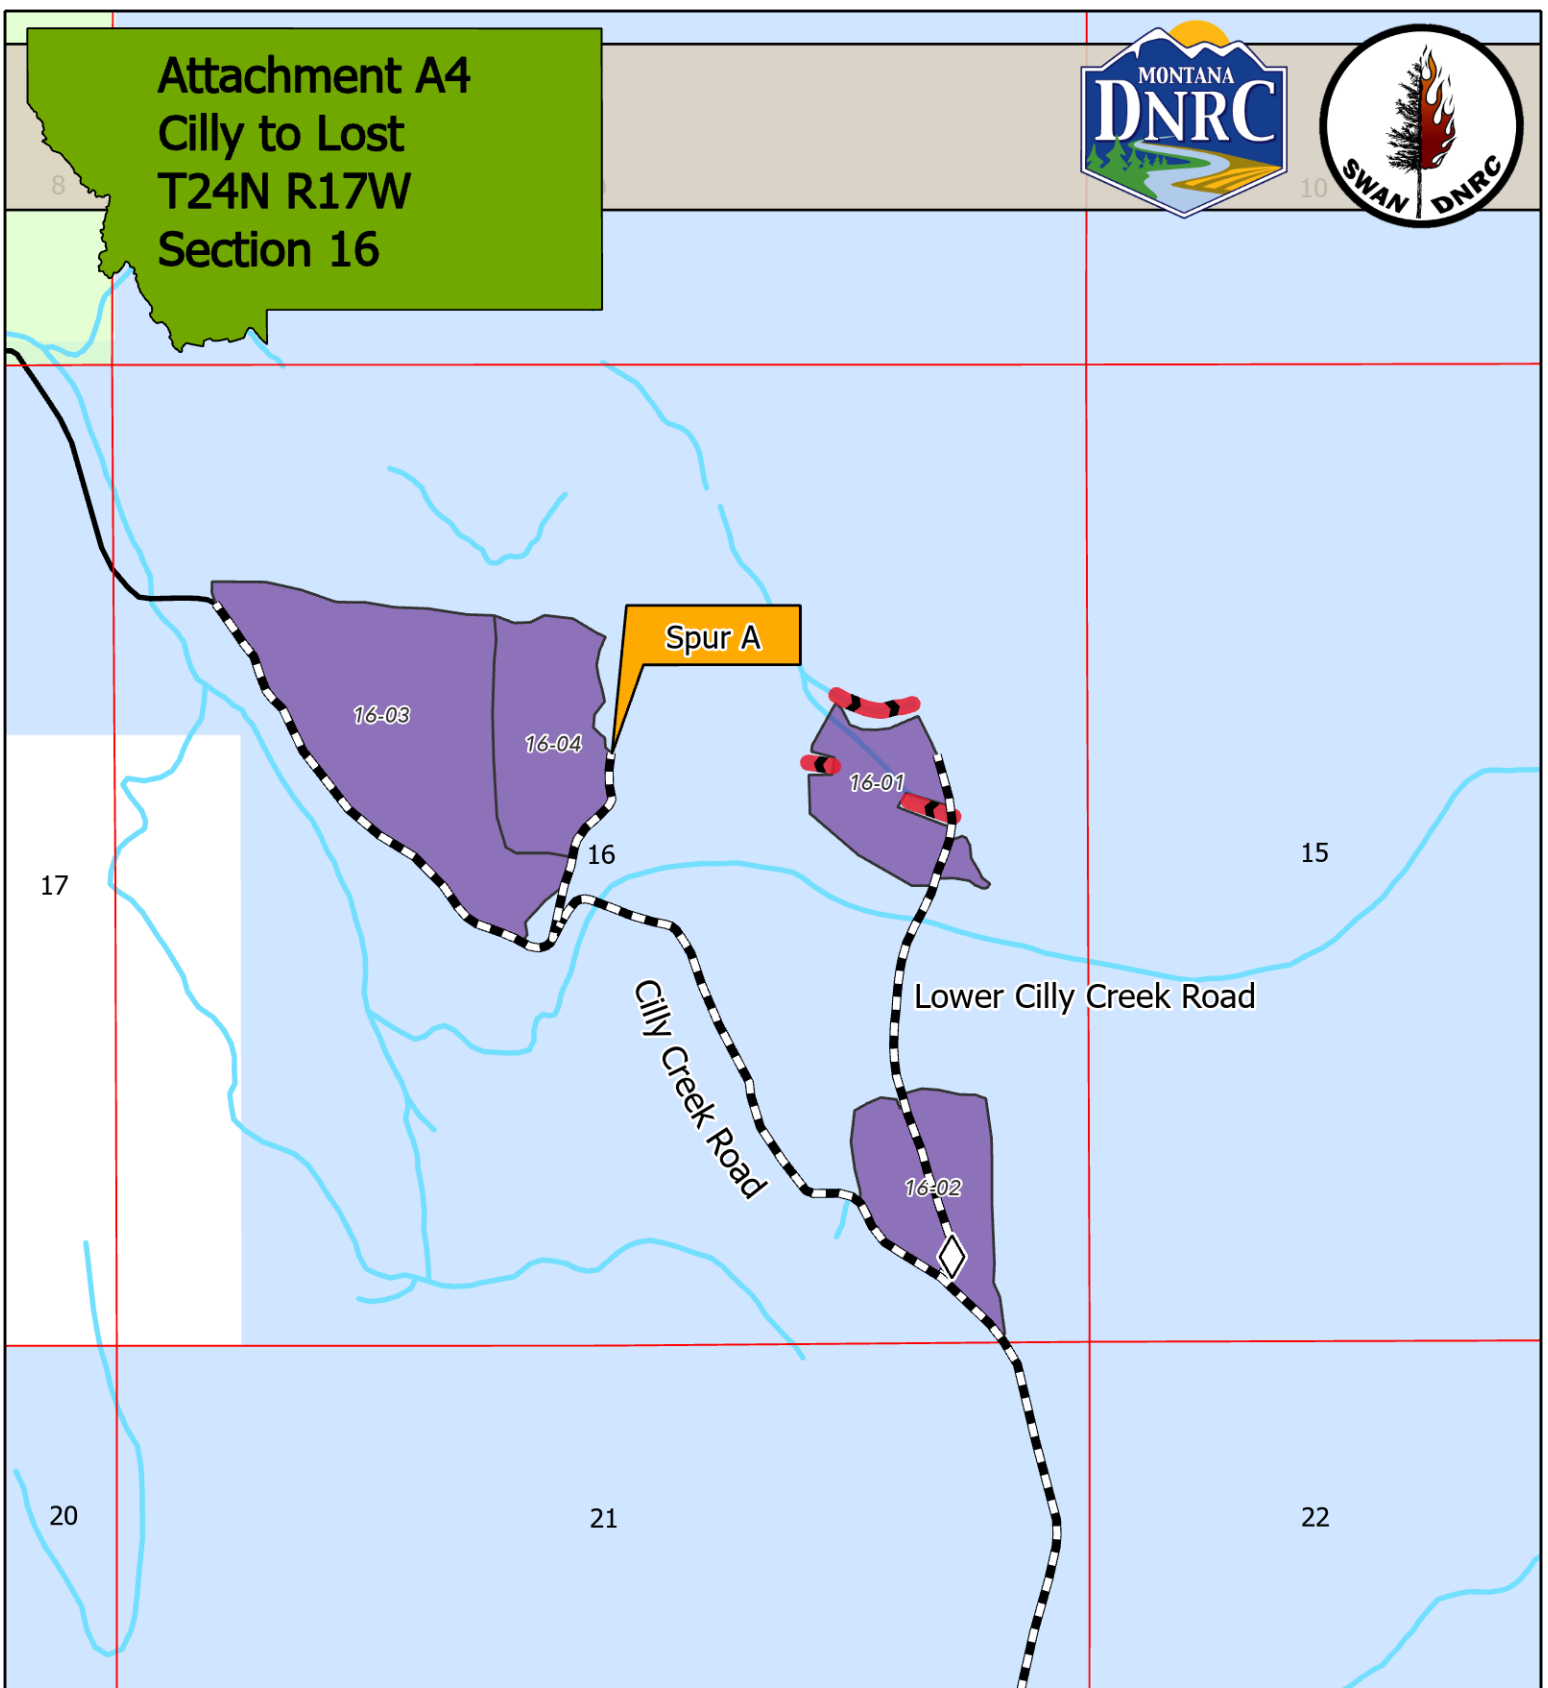 Attachment A4
Cilly to Lost
T24N R17W
Section 16
MONTANA
DNRC
SWAN DNRC
8
10
Spur A
16-03
16-04
16-01
16
15
17
Lower Cilly Creek Road
Cilly Creek Road
16-02
20
21
22